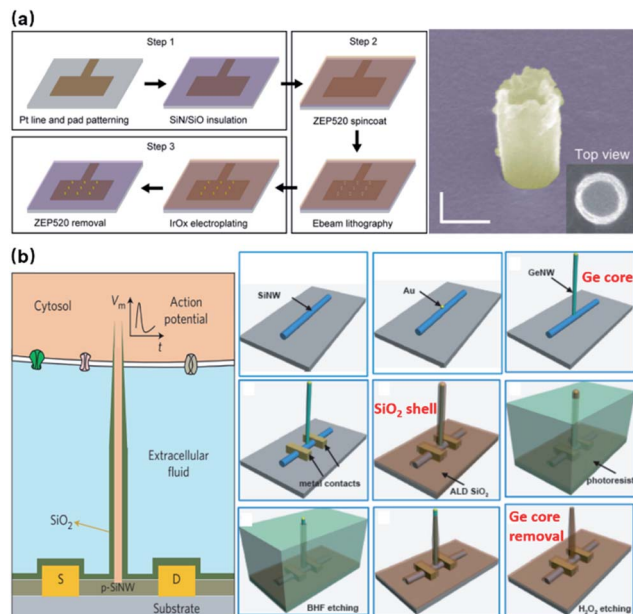 (a)
Step 1
Pt line and pad patterning
SiN/SiO insulation
Step 2
ZEP520 spincoat
Ebeam lithography
Step 3
ZEP520 removal
IrOx electroplating
Top view
(b)
Cytosol
Vm
Action
potential
t
Extracellular
fluid
SiO2
S
D
p-SiNW
Substrate
SiNW
Au
GeNW
Ge core
metal contacts
SiO2 shell
ALD SiO2
photoresist
BHF etching
Ge core
removal
H2O2 etching